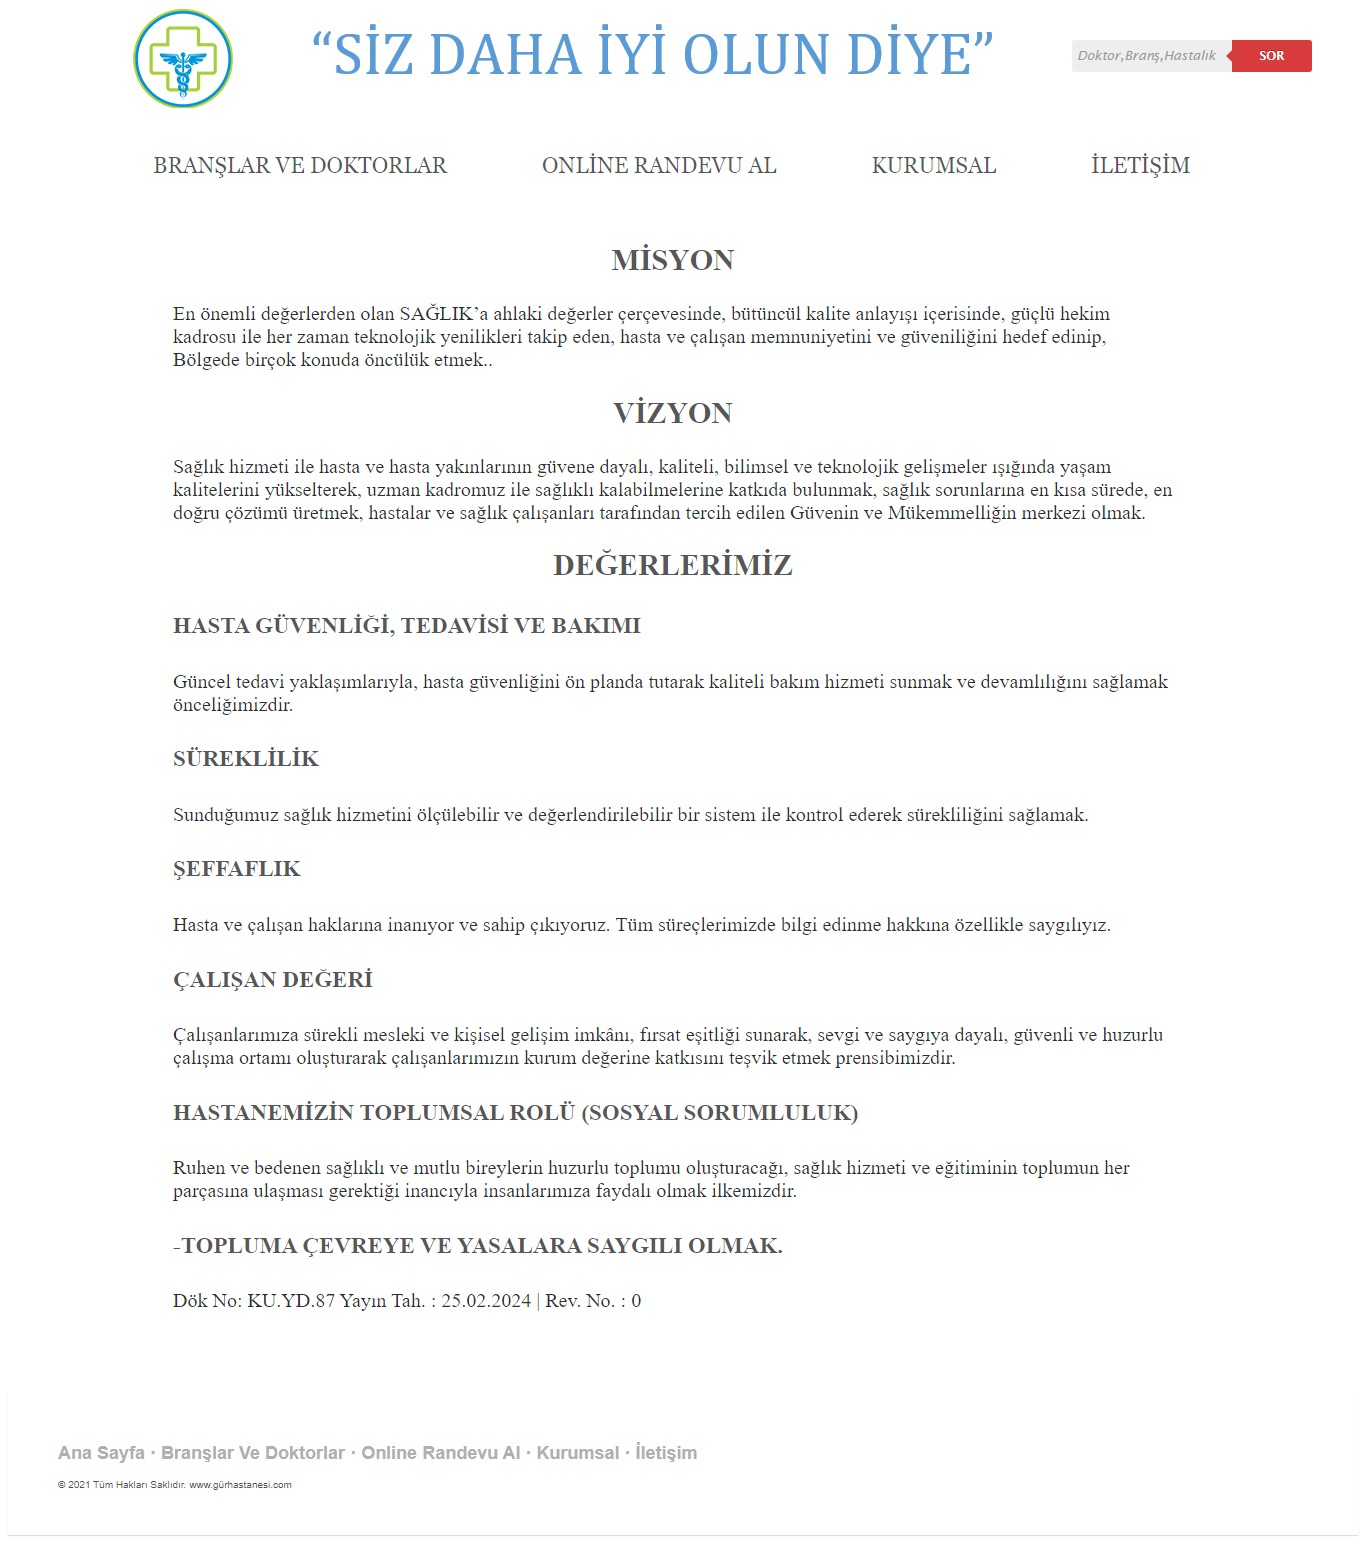 “SİZ DAHA İYİ OLUN DİYE”
Doktor,Branş,Hastalık
SOR
BRANŞLAR VE DOKTORLAR
ONLİNE RANDEVU AL
KURUMSAL
İLETİŞİM
MİSYON
En önemli değerlerden olan SAĞLIK’a ahlaki değerler çerçevesinde, bütüncül kalite anlayışı içerisinde, güçlü hekim
kadrosu ile her zaman teknolojik yenilikleri takip eden, hasta ve çalışan memnuniyetini ve güveniliğini hedef edinip,
Bölgede birçok konuda öncülük etmek..
VİZYON
Sağlık hizmeti ile hasta ve hasta yakınlarının güvene dayalı, kaliteli, bilimsel ve teknolojik gelişmeler ışığında yaşam
kalitelerini yükselterek, uzman kadromuz ile sağlıklı kalabilmelerine katkıda bulunmak, sağlık sorunlarına en kısa sürede, en
doğru çözümü üretmek, hastalar ve sağlık çalışanları tarafından tercih edilen Güvenin ve Mükemmelliğin merkezi olmak.
DEĞERLERİMİZ
HASTA GÜVENLİĞİ, TEDAVİSİ VE BAKIMI
Güncel tedavi yaklaşımlarıyla, hasta güvenliğini ön planda tutarak kaliteli bakım hizmeti sunmak ve devamlılığını sağlamak
önceliğimizdir.
SÜREKLİLİK
Sunduğumuz sağlık hizmetini ölçülebilir ve değerlendirilebilir bir sistem ile kontrol ederek sürekliliğini sağlamak.
ŞEFFAFLIK
Hasta ve çalışan haklarına inanıyor ve sahip çıkıyoruz. Tüm süreçlerimizde bilgi edinme hakkına özellikle saygılıyız.
ÇALIŞAN DEĞERİ
Çalışanlarımıza sürekli mesleki ve kişisel gelişim imkânı, fırsat eşitliği sunarak, sevgi ve saygıya dayalı, güvenli ve huzurlu
çalışma ortamı oluşturarak çalışanlarımızın kurum değerine katkısını teşvik etmek prensibimizdir.
HASTANEMİZİN TOPLUMSAL ROLÜ (SOSYAL SORUMLULUK)
Ruhen ve bedenen sağlıklı ve mutlu bireylerin huzurlu toplumu oluşturacağı, sağlık hizmeti ve eğitiminin toplumun her
parçasına ulaşması gerektiği inancıyla insanlarımıza faydalı olmak ilkemizdir.
-TOPLUMA ÇEVREYE VE YASALARA SAYGILI OLMAK.
Dök No: KU.YD.87 Yayın Tah. : 25.02.2024 | Rev. No. : 0
Ana Sayfa · Branşlar Ve Doktorlar · Online Randevu Al · Kurumsal · İletişim
© 2021 Tüm Hakları Saklıdır. www.gürhastanesi.com